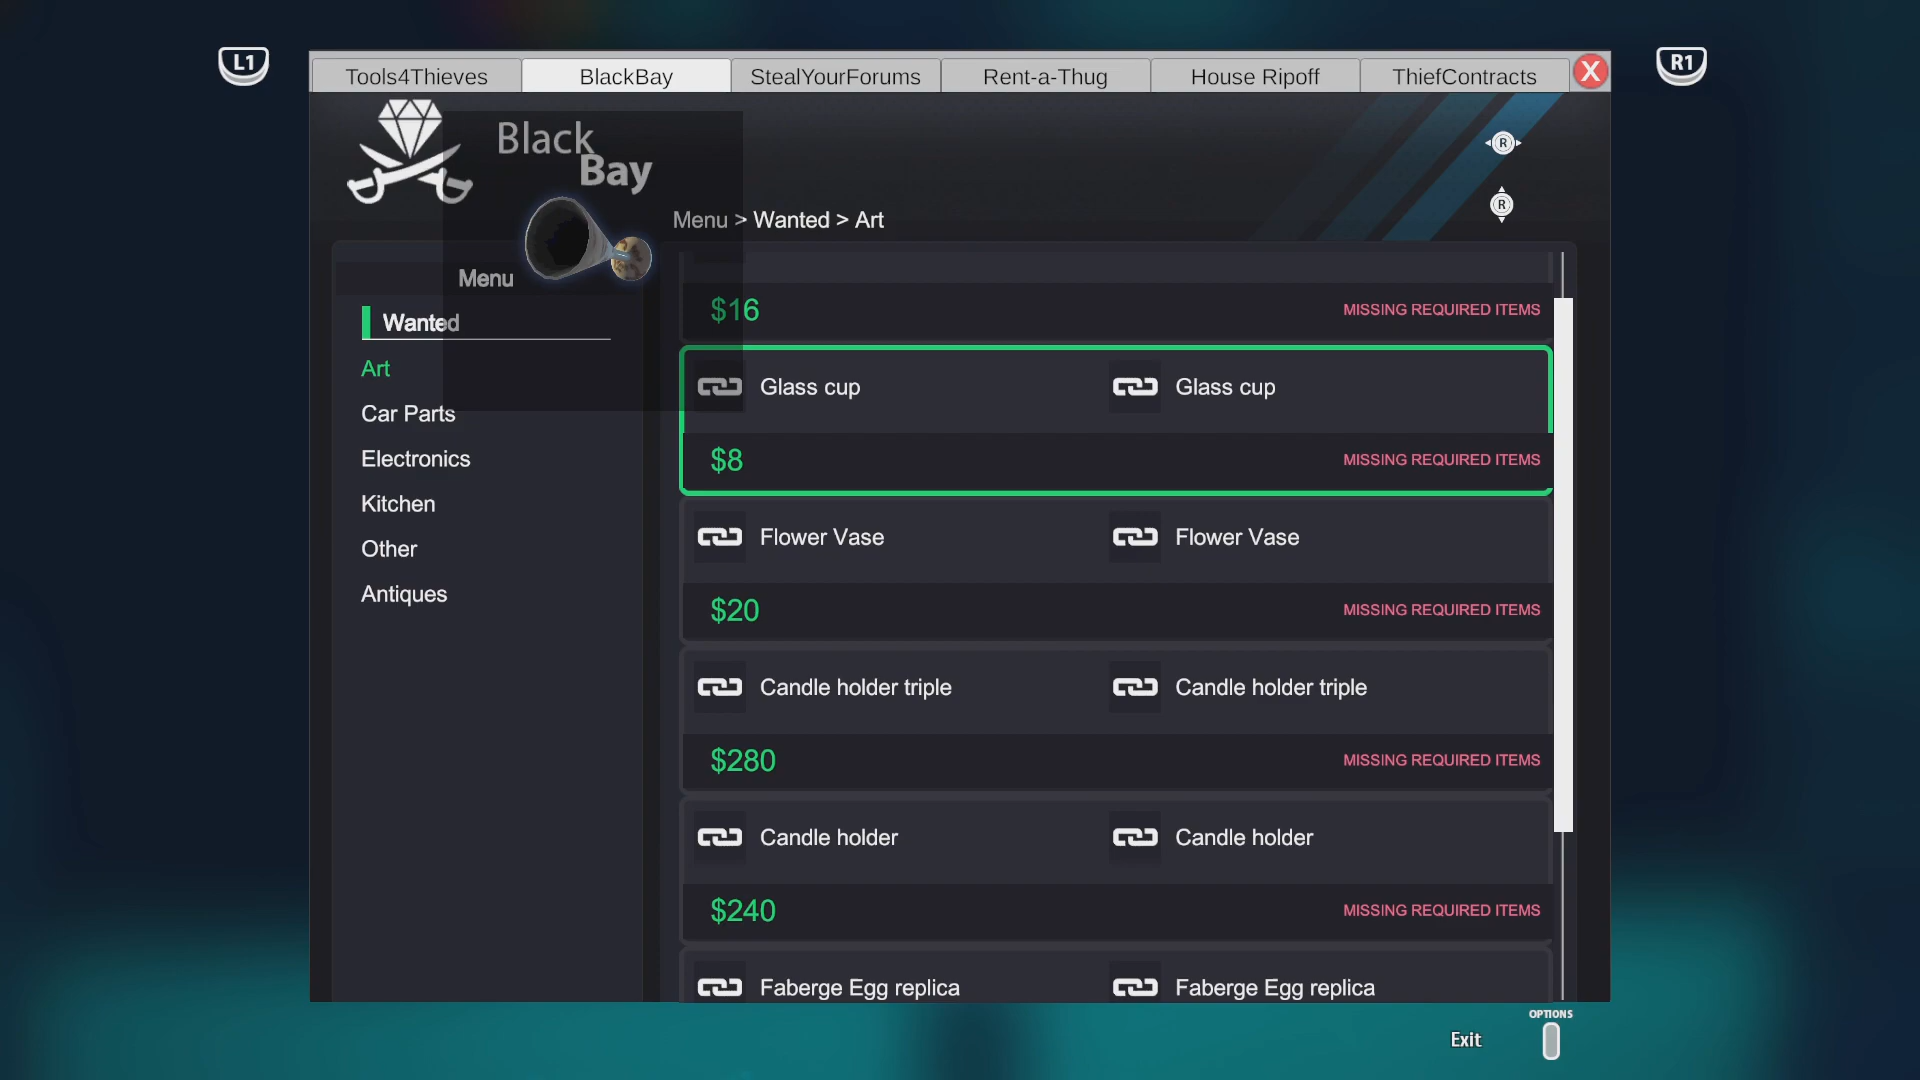 L1
Tools4Thieves BlackBay StealYourForums Rent-a-Thug House Ripoff ThiefContracts X
R1
Black
Bay
R
R
Menu > Wanted > Art
Menu
Wanted
Art
Car Parts
Electronics
Kitchen
Other
Antiques
$16 MISSING REQUIRED ITEMS
Glass cup Glass cup
$8 MISSING REQUIRED ITEMS
Flower Vase Flower Vase
$20 MISSING REQUIRED ITEMS
Candle holder triple Candle holder triple
$280 MISSING REQUIRED ITEMS
Candle holder Candle holder
$240 MISSING REQUIRED ITEMS
Faberge Egg replica Faberge Egg replica
OPTIONS
Exit